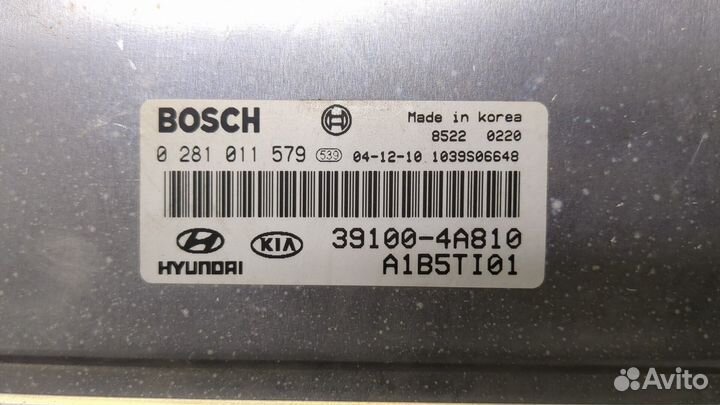 BOSCH
Made in korea
8522 0220
0 281 011 579 539 04-12-10 1039S06648
39100-4A810
HYUNDAI KIA
A1B5TI01
Avito